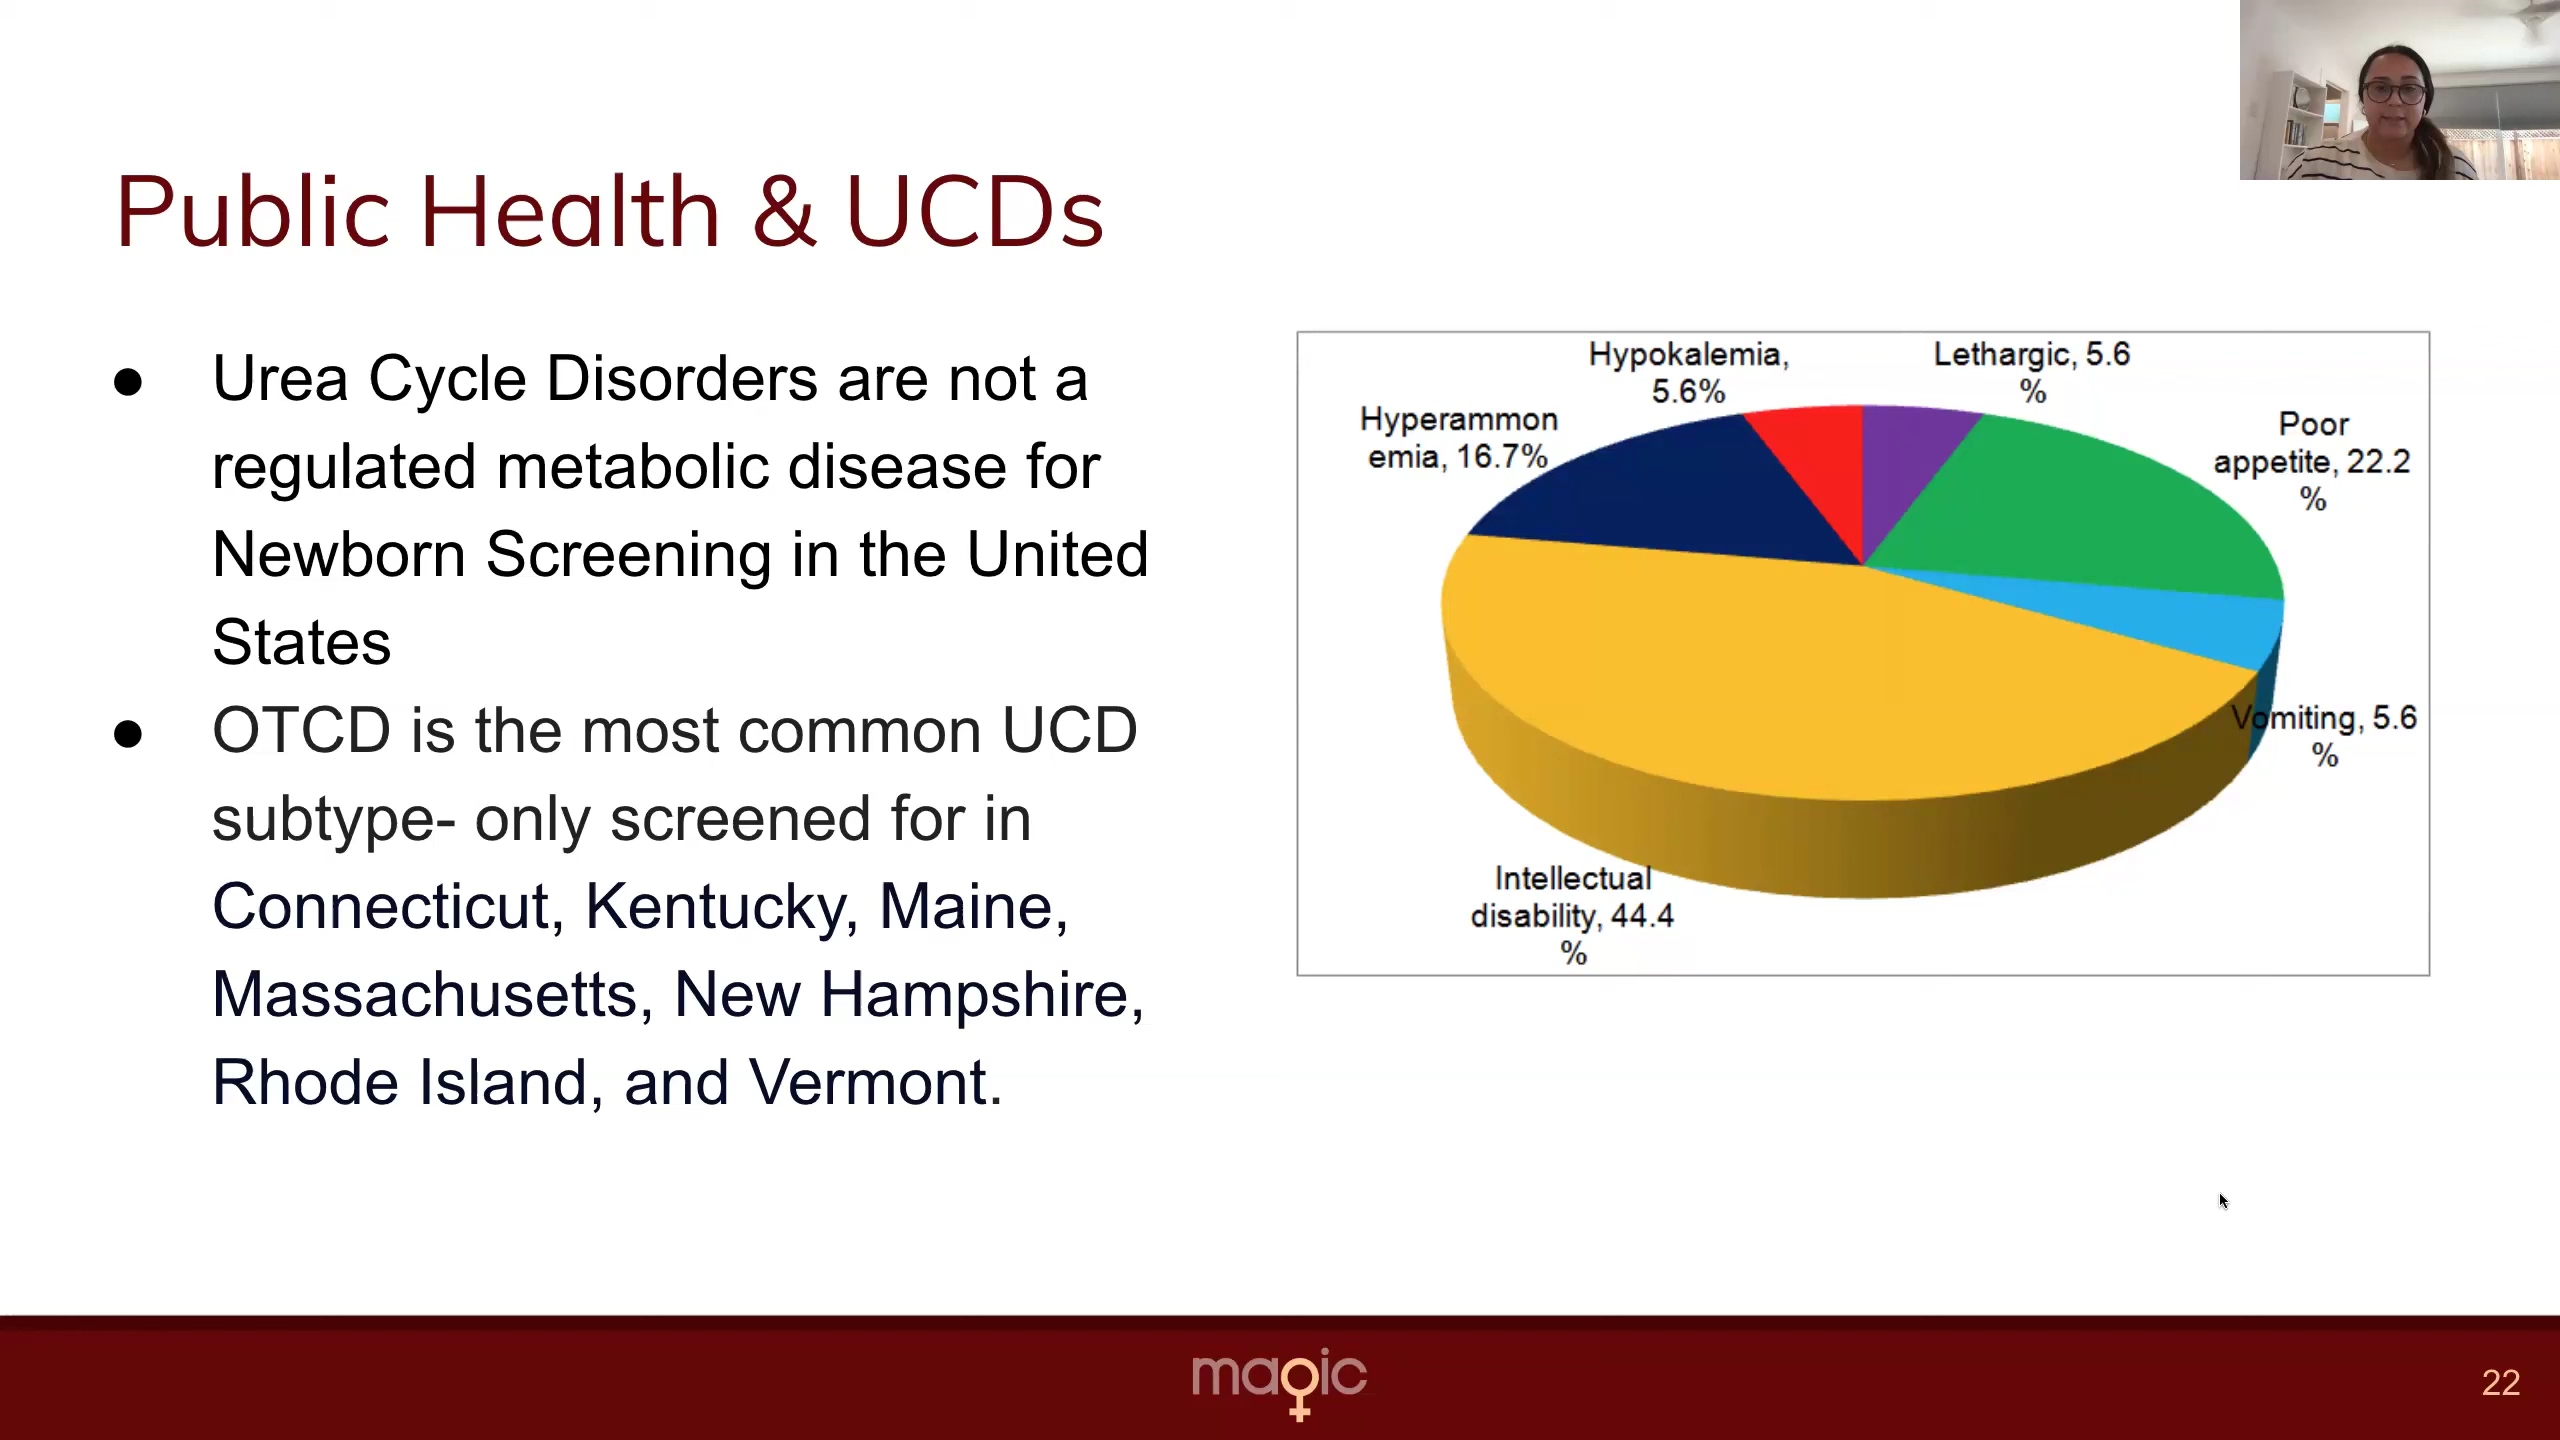 Public Health & UCDs
● Urea Cycle Disorders are not a
regulated metabolic disease for
Newborn Screening in the United
States
● OTCD is the most common UCD
subtype- only screened for in
Connecticut, Kentucky, Maine,
Massachusetts, New Hampshire,
Rhode Island, and Vermont.
Hypokalemia,
5.6%
Lethargic, 5.6
%
Hyperammon
emia, 16.7%
Poor
appetite, 22.2
%
Vomiting, 5.6
%
Intellectual
disability, 44.4
%
magic
22